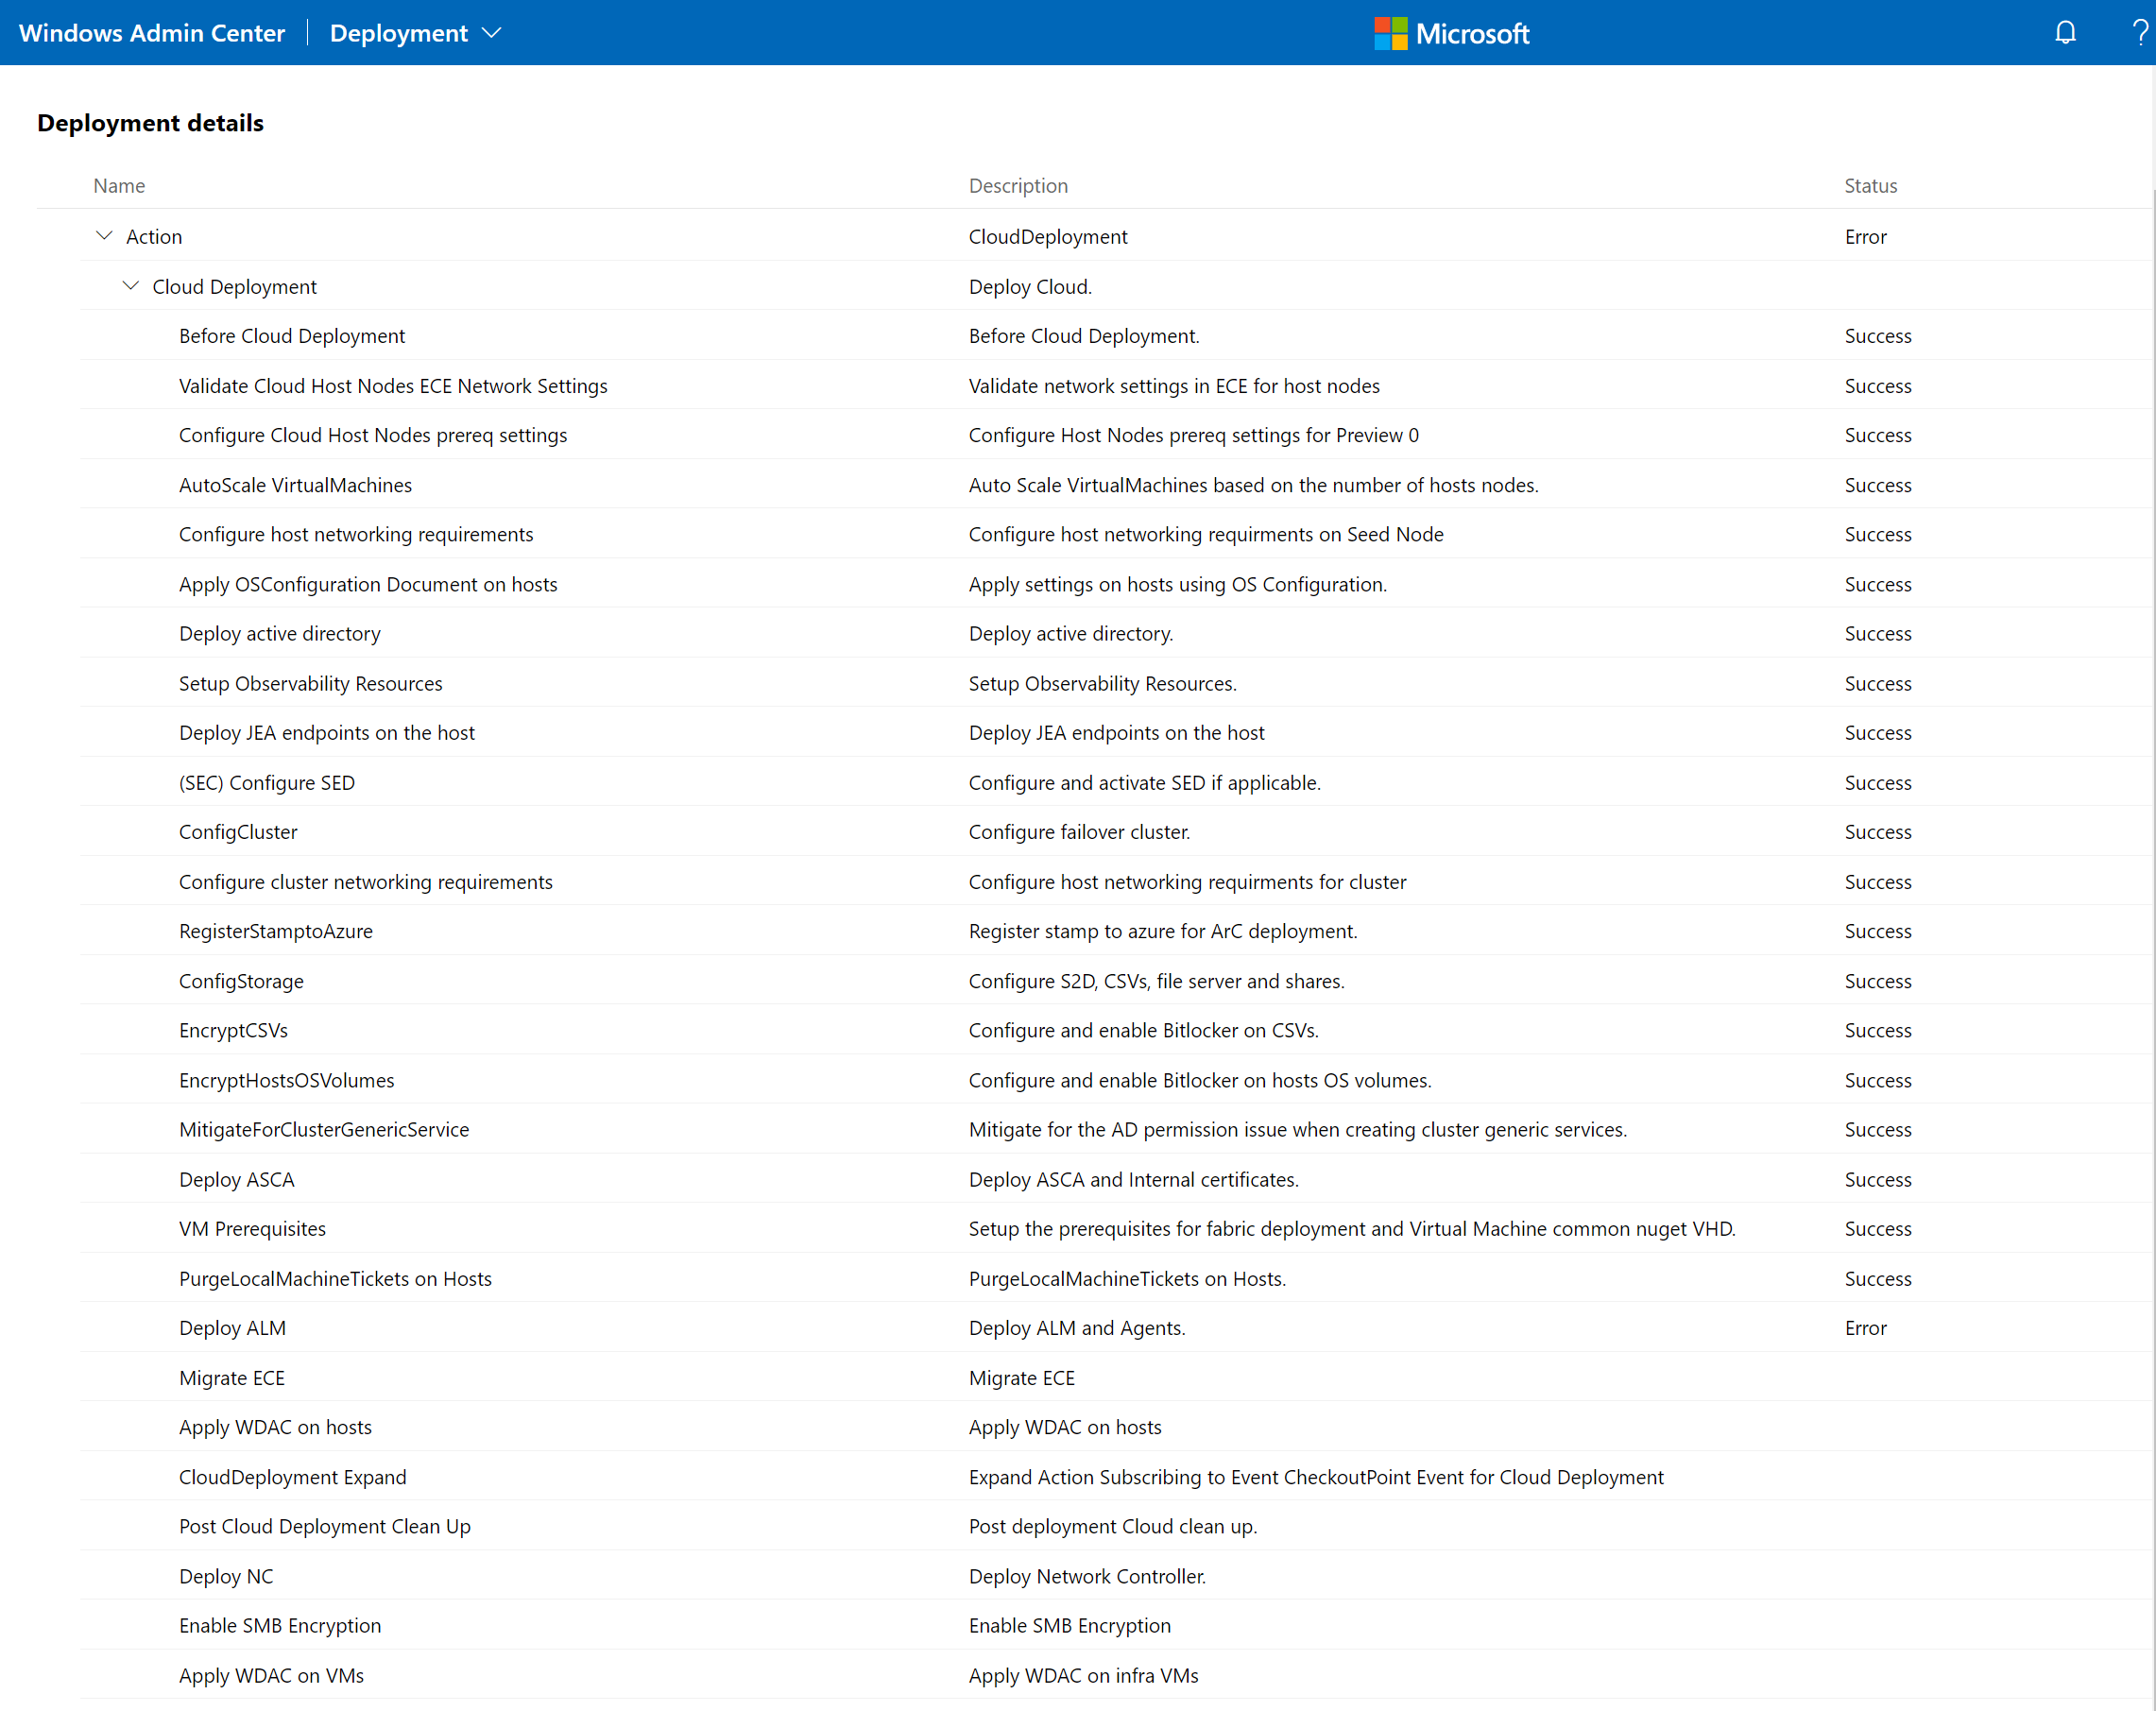 Windows Admin Center Deployment Microsoft ?
Deployment details
Name Description Status
Action CloudDeployment Error
Cloud Deployment Deploy Cloud.
Before Cloud Deployment Before Cloud Deployment. Success
Validate Cloud Host Nodes ECE Network Settings Validate network settings in ECE for host nodes Success
Configure Cloud Host Nodes prereq settings Configure Host Nodes prereq settings for Preview 0 Success
AutoScale VirtualMachines Auto Scale VirtualMachines based on the number of hosts nodes. Success
Configure host networking requirements Configure host networking requirments on Seed Node Success
Apply OSConfiguration Document on hosts Apply settings on hosts using OS Configuration. Success
Deploy active directory Deploy active directory. Success
Setup Observability Resources Setup Observability Resources. Success
Deploy JEA endpoints on the host Deploy JEA endpoints on the host Success
(SEC) Configure SED Configure and activate SED if applicable. Success
ConfigCluster Configure failover cluster. Success
Configure cluster networking requirements Configure host networking requirments for cluster Success
RegisterStamptoAzure Register stamp to azure for ArC deployment. Success
ConfigStorage Configure S2D, CSVs, file server and shares. Success
EncryptCSVs Configure and enable Bitlocker on CSVs. Success
EncryptHostsOSVolumes Configure and enable Bitlocker on hosts OS volumes. Success
MitigateForClusterGenericService Mitigate for the AD permission issue when creating cluster generic services. Success
Deploy ASCA Deploy ASCA and Internal certificates. Success
VM Prerequisites Setup the prerequisites for fabric deployment and Virtual Machine common nuget VHD. Success
PurgeLocalMachineTickets on Hosts PurgeLocalMachineTickets on Hosts. Success
Deploy ALM Deploy ALM and Agents. Error
Migrate ECE Migrate ECE
Apply WDAC on hosts Apply WDAC on hosts
CloudDeployment Expand Expand Action Subscribing to Event CheckoutPoint Event for Cloud Deployment
Post Cloud Deployment Clean Up Post deployment Cloud clean up.
Deploy NC Deploy Network Controller.
Enable SMB Encryption Enable SMB Encryption
Apply WDAC on VMs Apply WDAC on infra VMs